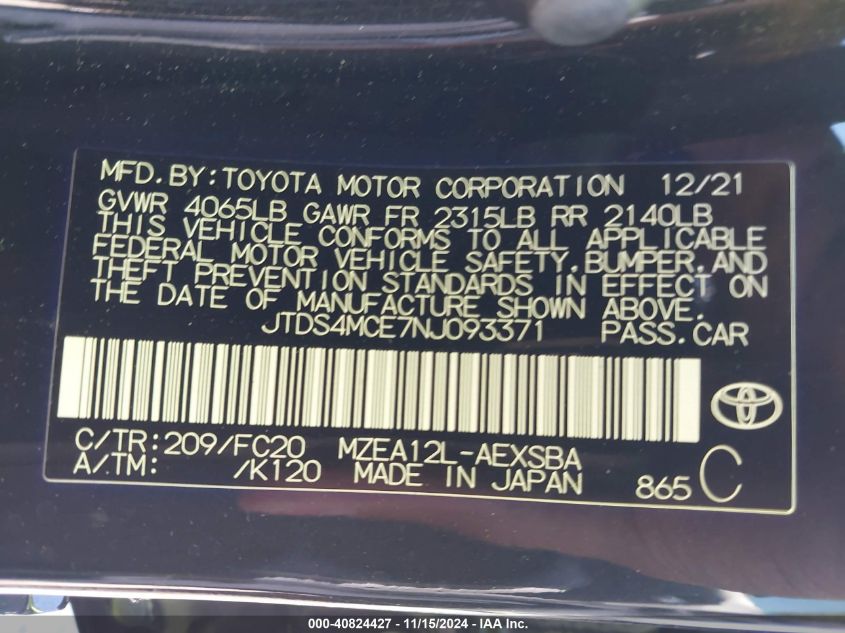 MFD.BY:TOYOTA MOTOR CORPORATION 12/21
GVWR 4065LB GAWR FR 2315LB RR 2140LB
THIS VEHICLE CONFORMS TO ALL APPLICABLE
FEDERAL MOTOR VEHICLE SAFETY,BUMPER,AND
THEFT PREVENTION STANDARDS IN EFFECT ON
THE DATE OF MANUFACTURE SHOWN ABOVE.
JTDS4MCE7NJ093371 PASS.CAR
C/TR:209/FC20 MZEA12L-AEXSBA
A/TM: /K120 MADE IN JAPAN 865 C
000-40824427 - 11/15/2024 - IAA Inc.